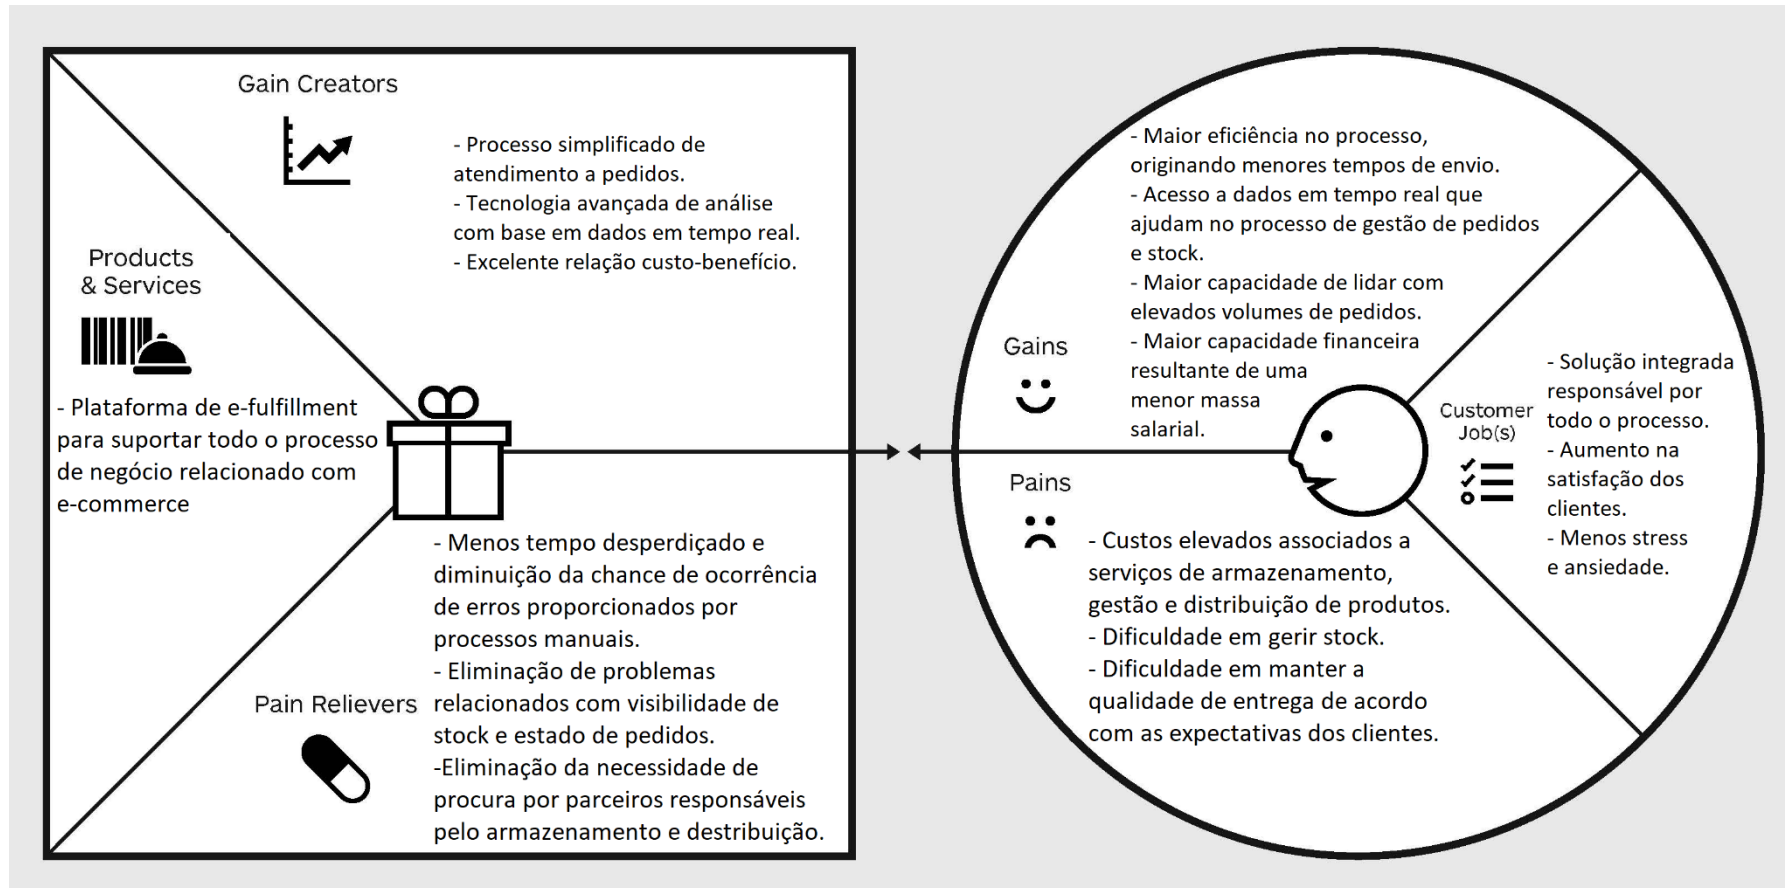 Gain Creators
- Processo simplificado de
atendimento a pedidos.
- Tecnologia avançada de análise
com base em dados em tempo real.
- Excelente relação custo-benefício.
Products
& Services
- Plataforma de e-fulfillment
para suportar todo o processo
de negócio relacionado com
e-commerce
- Menos tempo desperdiçado e
diminuição da chance de ocorrência
de erros proporcionados por
processos manuais.
- Eliminação de problemas
relacionados com visibilidade de
stock e estado de pedidos.
-Eliminação da necessidade de
procura por parceiros responsáveis
pelo armazenamento e destribuição.
Pain Relievers
- Maior eficiência no processo,
originando menores tempos de envio.
- Acesso a dados em tempo real que
ajudam no processo de gestão de pedidos
e stock.
- Maior capacidade de lidar com
elevados volumes de pedidos.
- Maior capacidade financeira
resultante de uma
menor massa
salarial.
Gains
Pains
- Custos elevados associados a
serviços de armazenamento,
gestão e distribuição de produtos.
- Dificuldade em gerir stock.
- Dificuldade em manter a
qualidade de entrega de acordo
com as expectativas dos clientes.
Customer
Job(s)
- Solução integrada
responsável por
todo o processo.
- Aumento na
satisfação dos
clientes.
- Menos stress
e ansiedade.